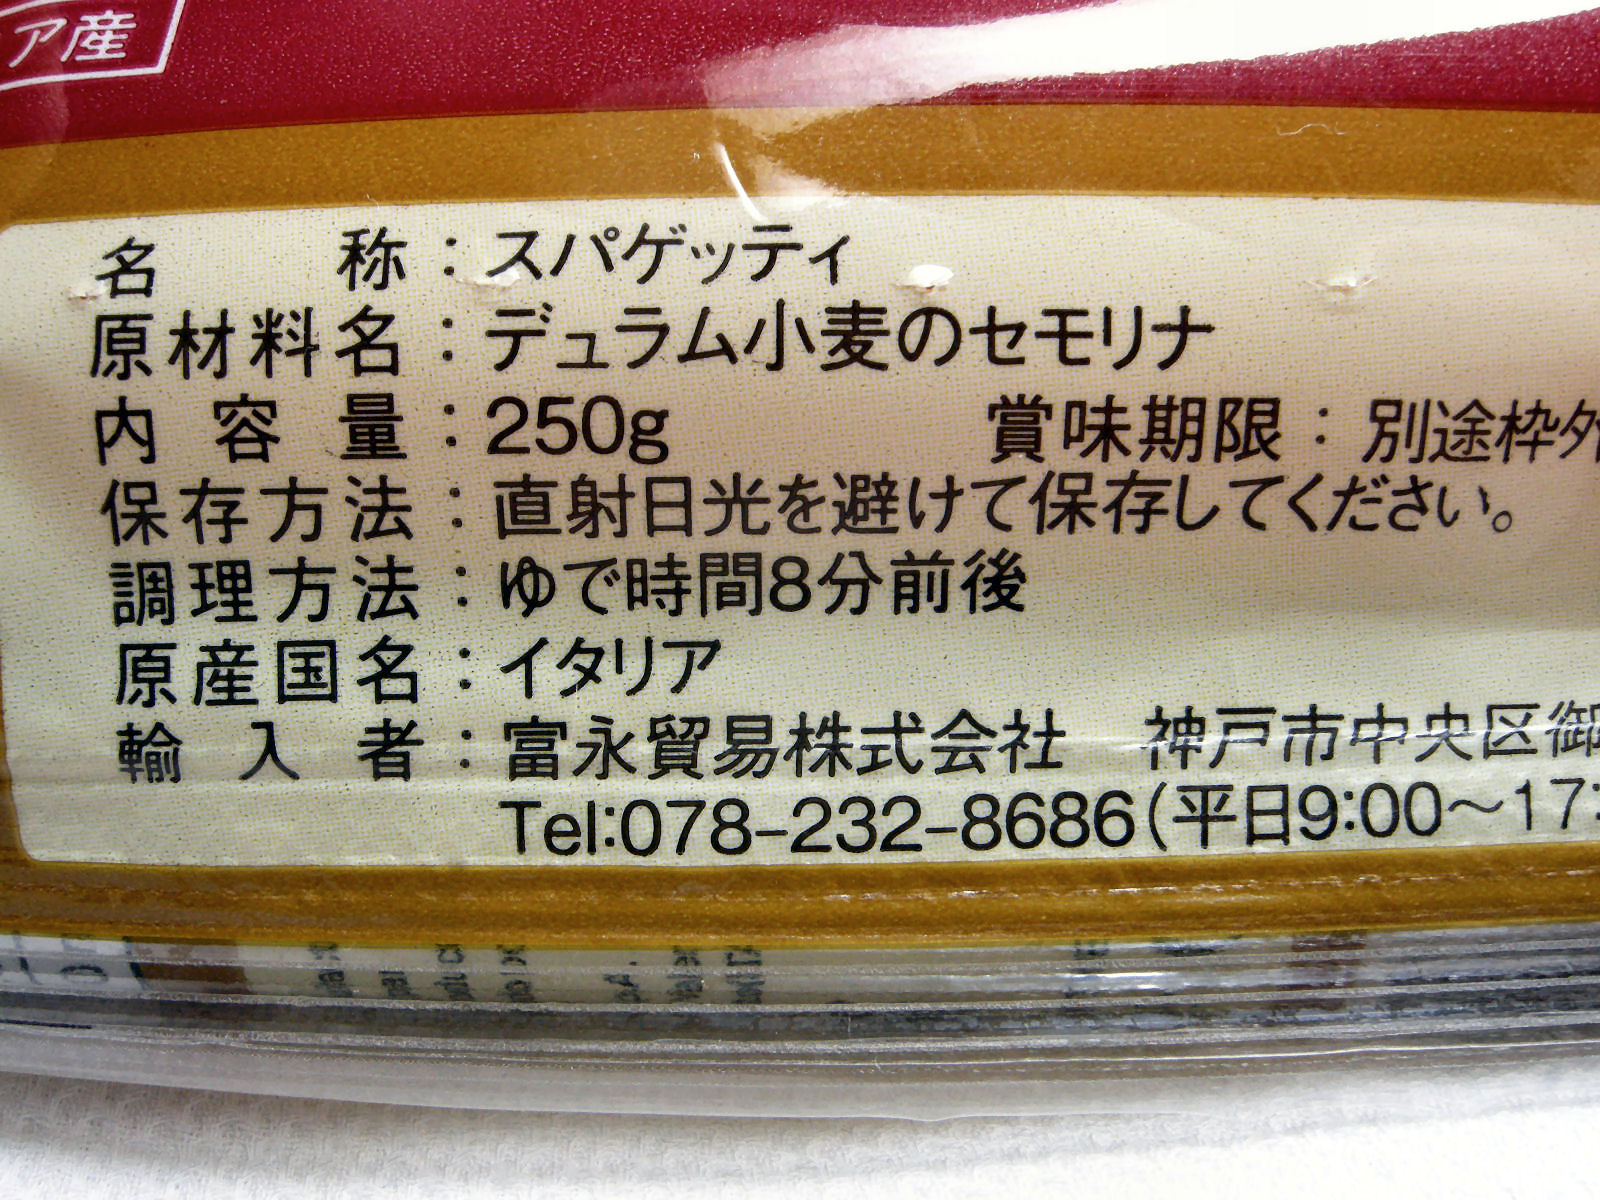 ア産
名称：スパゲッティ
原材料名：デュラム小麦のセモリナ
内容量：250g 賞味期限：別途枠外
保存方法：直射日光を避けて保存してください。
調理方法：ゆで時間8分前後
原産国名：イタリア
輸入者：富永貿易株式会社 神戸市中央区御
Tel:078-232-8686(平日9:00〜17: